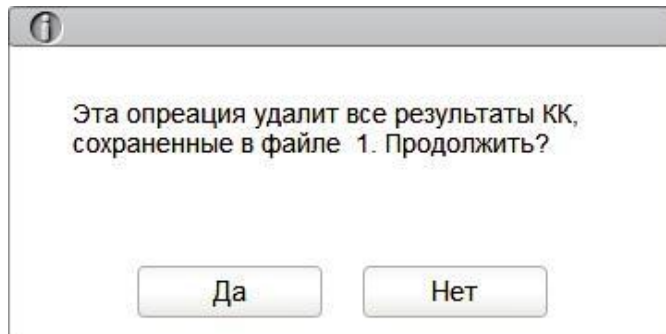 Эта опреация удалит все результаты КК,
сохраненные в файле 1. Продолжить?
Да Нет